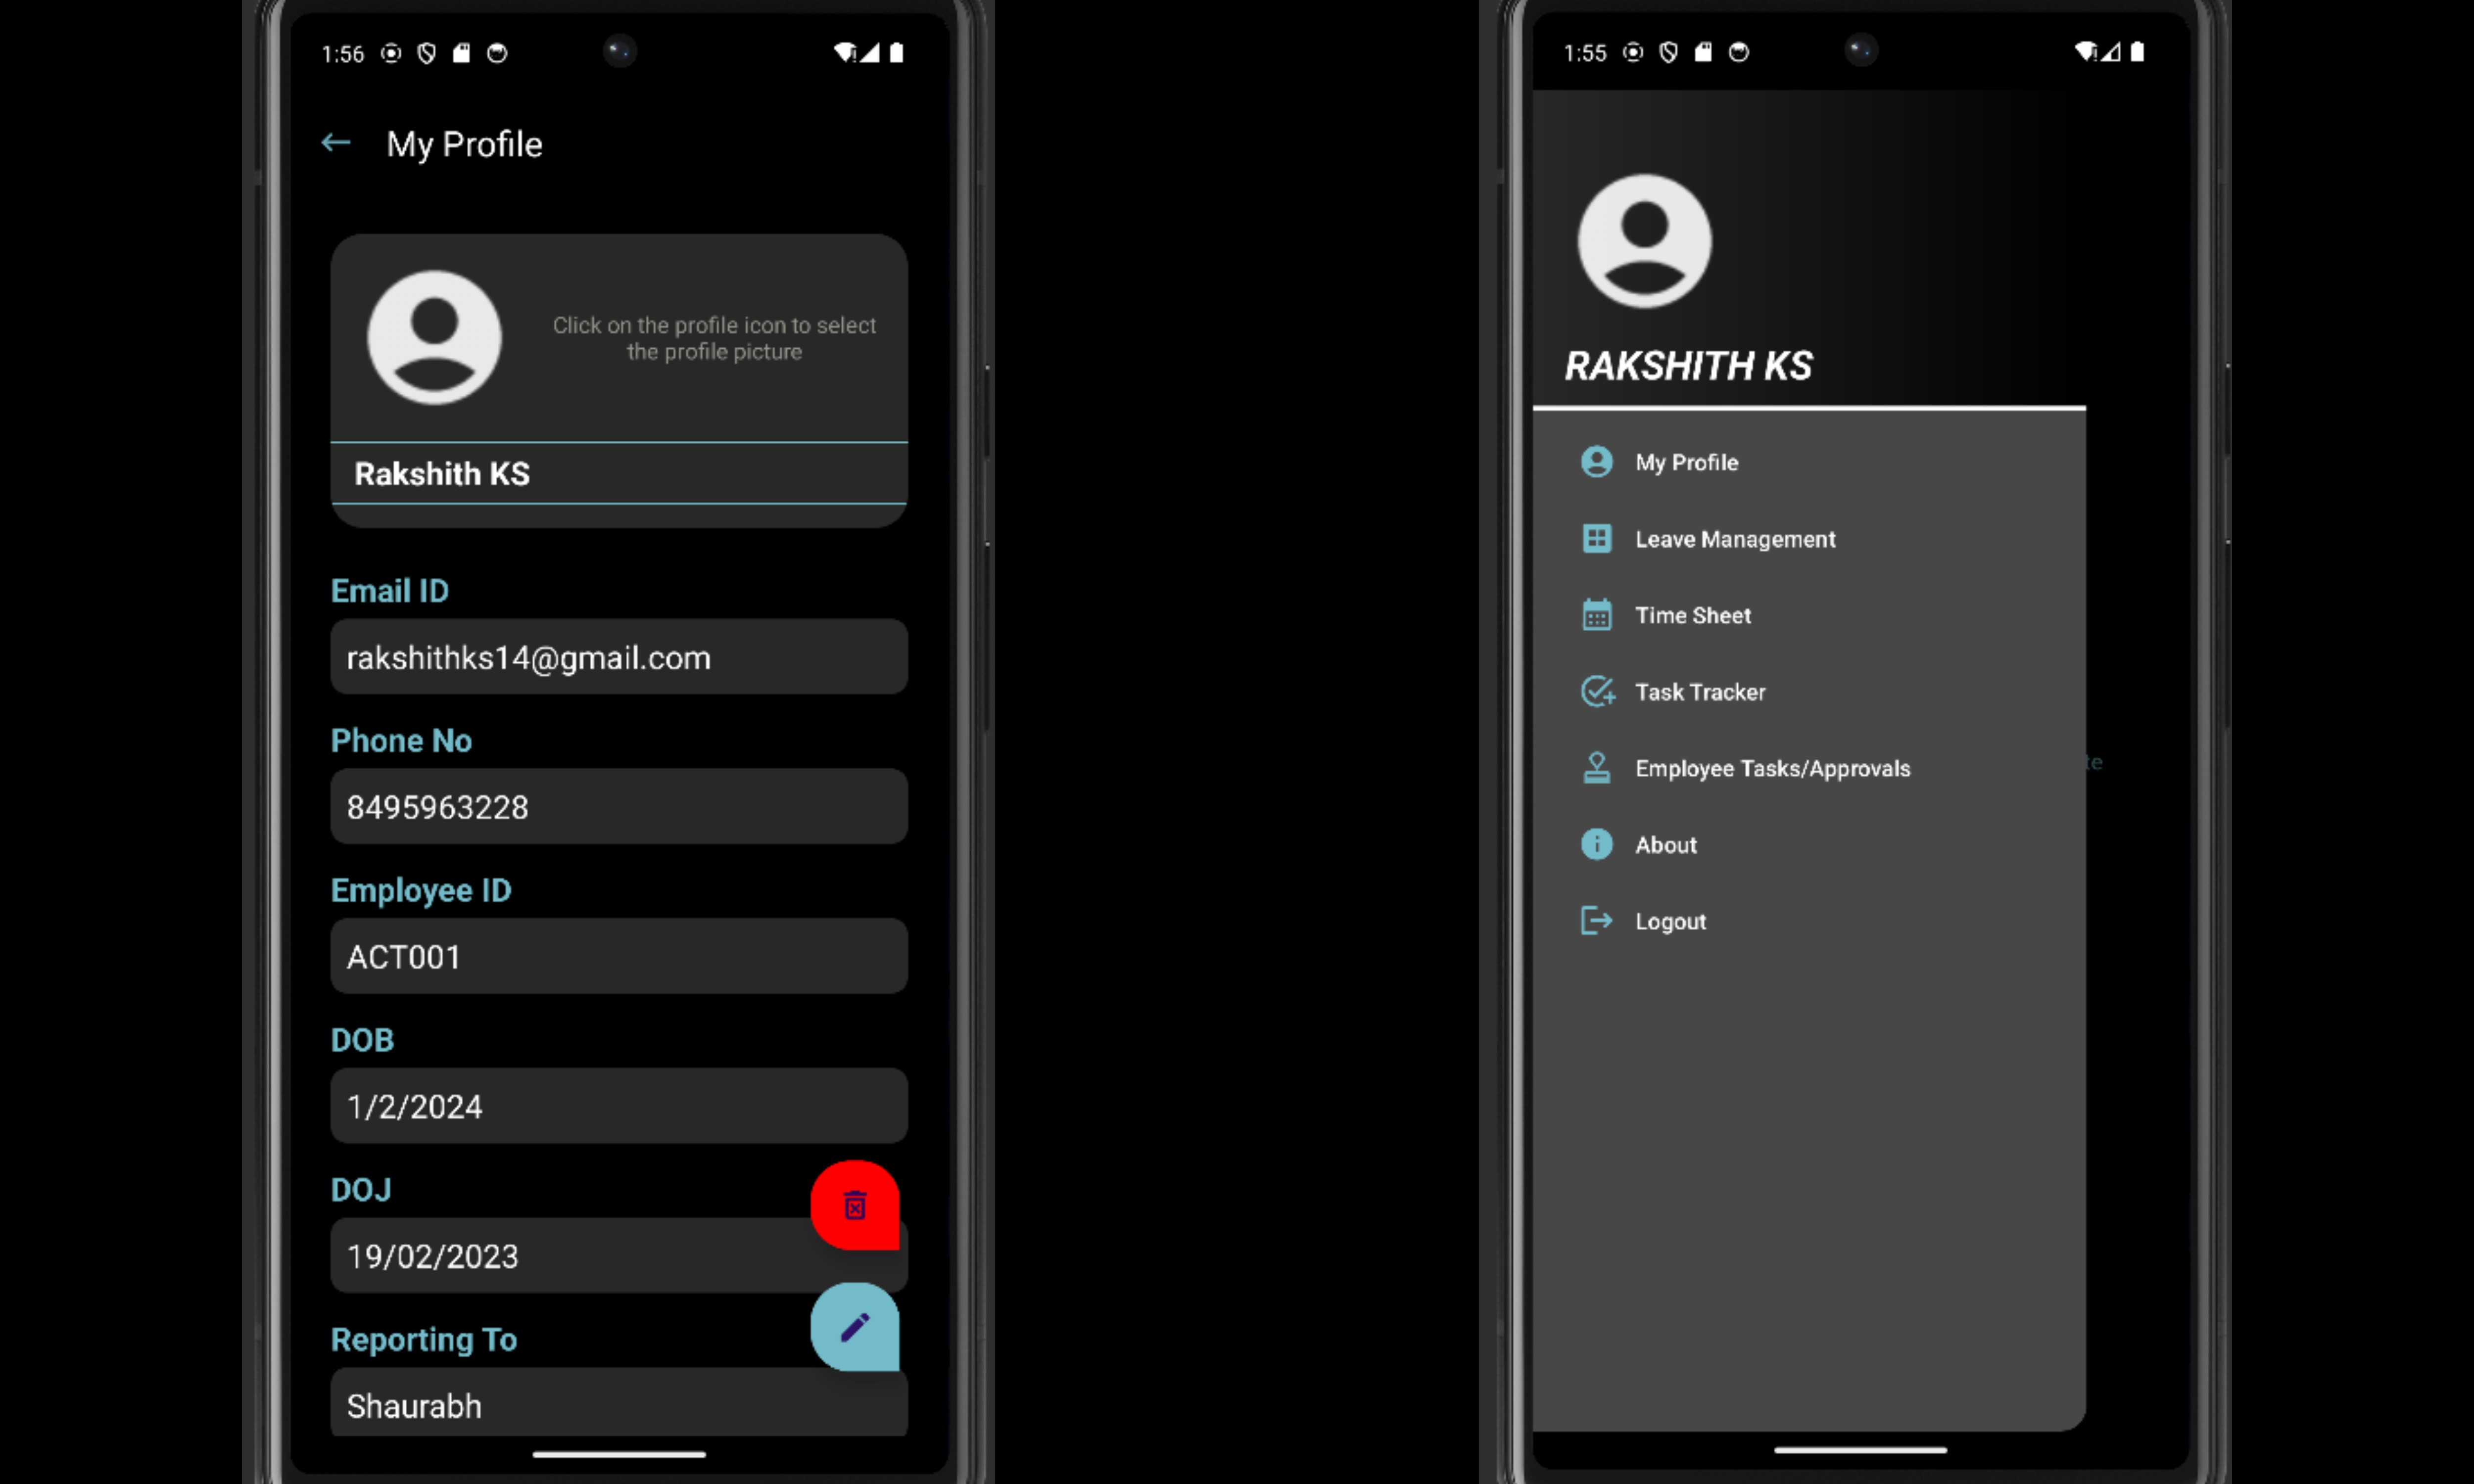 1:56
My Profile
Click on the profile icon to select
the profile picture
Rakshith KS
Email ID
rakshithks14@gmail.com
Phone No
8495963228
Employee ID
ACT001
DOB
1/2/2024
DOJ
19/02/2023
Reporting To
Shaurabh
1:55
RAKSHITH KS
My Profile
Leave Management
Time Sheet
Task Tracker
Employee Tasks/Approvals
About
Logout